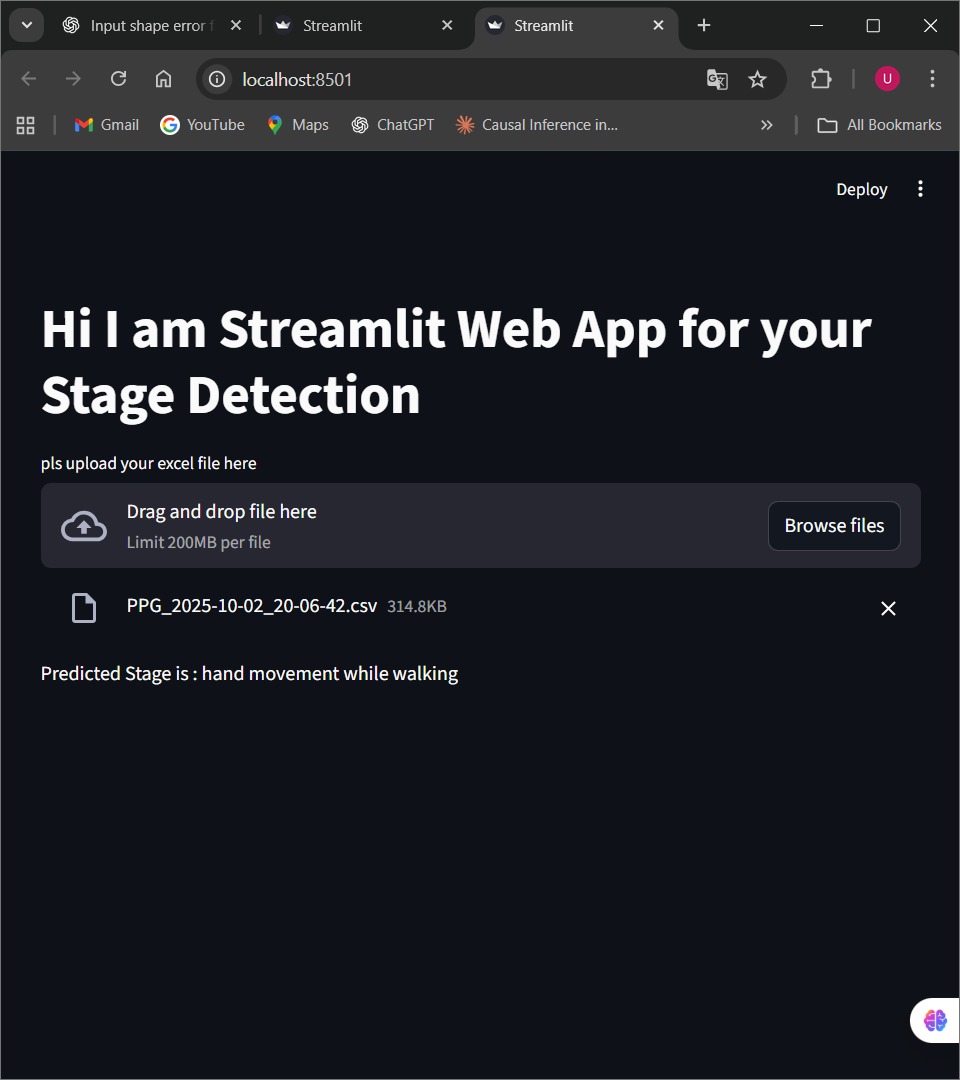 Input shape error
Streamlit
Streamlit
localhost:8501
U
Gmail
YouTube
Maps
ChatGPT
Causal Inference in...
All Bookmarks
Deploy
Hi I am Streamlit Web App for your
Stage Detection
pls upload your excel file here
Drag and drop file here
Limit 200MB per file
Browse files
PPG_2025-10-02_20-06-42.csv 314.8KB
Predicted Stage is : hand movement while walking